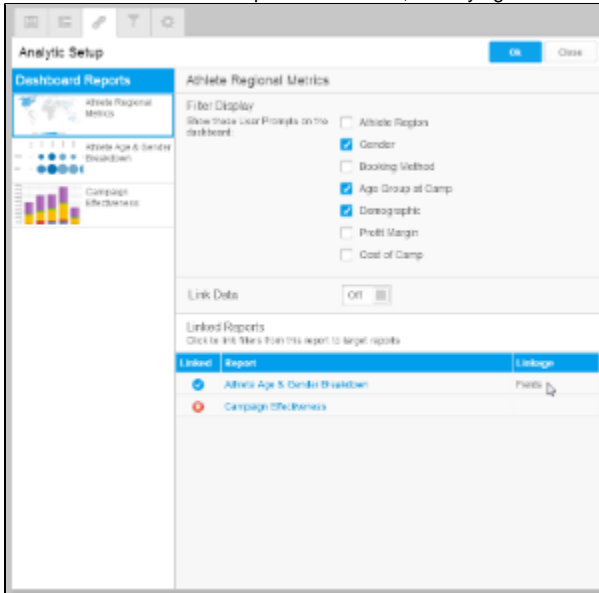 Analytic Setup
Ok
Close
Dashboard Reports
Athlete Regional
Metrics
Athlete Age & Gender
Breakdown
Campaign
Effectiveness
Athlete Regional Metrics
Filter Display
Show these User Prompts on the
dashboard:
Athlete Region
Gender
Booking Method
Age Group at Camp
Demographic
Profit Margin
Cost of Camp
Link Data
Off
Linked Reports
Click to link filters from this report to target reports
Linked Report Linkage
Athlete Age & Gender Breakdown Fields
Campaign Effectiveness